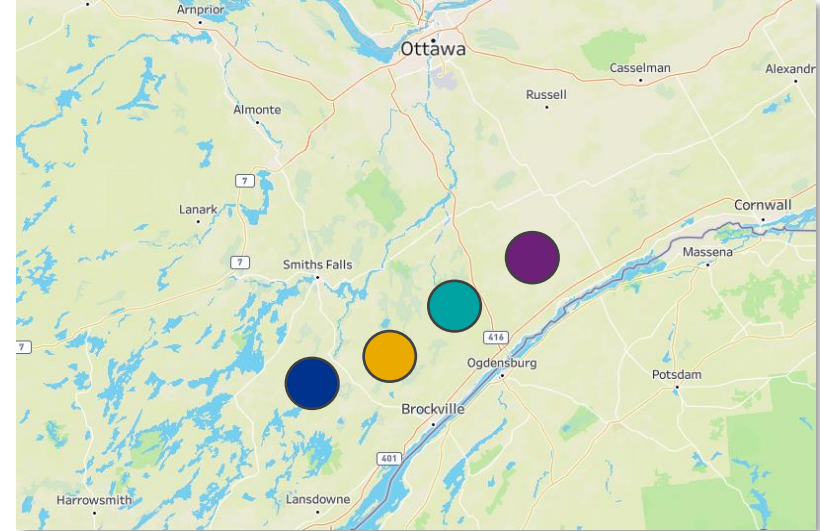 Arnprior
Ottawa
Casselman
Alexandr
Russell
Almonte
7
Lanark
Cornwall
Massena
7
Smiths Falls
416
7
Ogdensburg
Potsdam
Brockville
401
Harrowsmith
Lansdowne